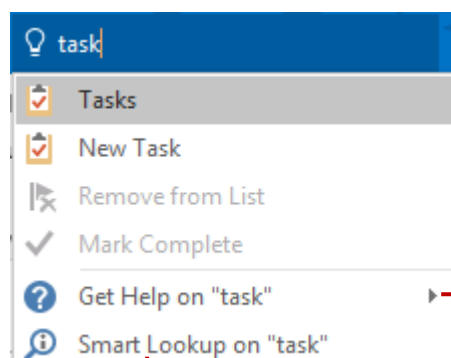 task
Tasks
New Task
Remove from List
Mark Complete
Get Help on "task"
Smart Lookup on "task"